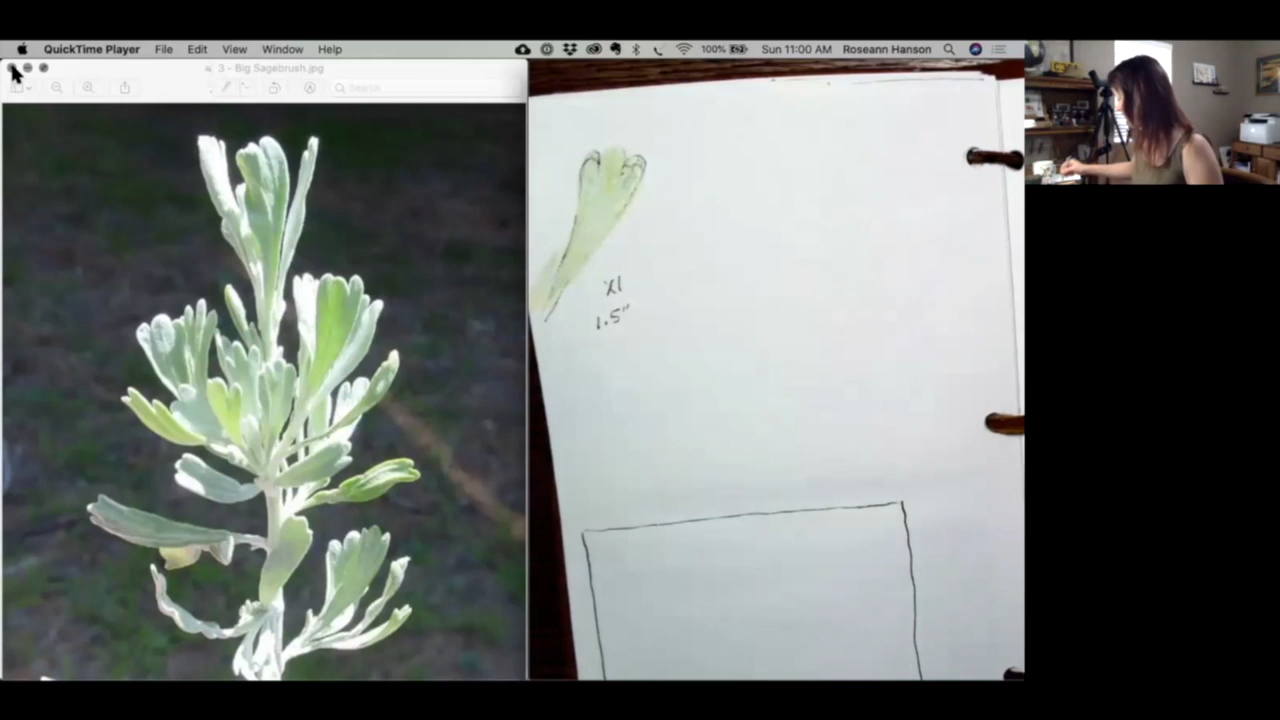 QuickTime Player File Edit View Window Help 100% Sun 11:00 AM Roseann Hanson
3 - Big Sagebrush.jpg
Search
X1
1.5"